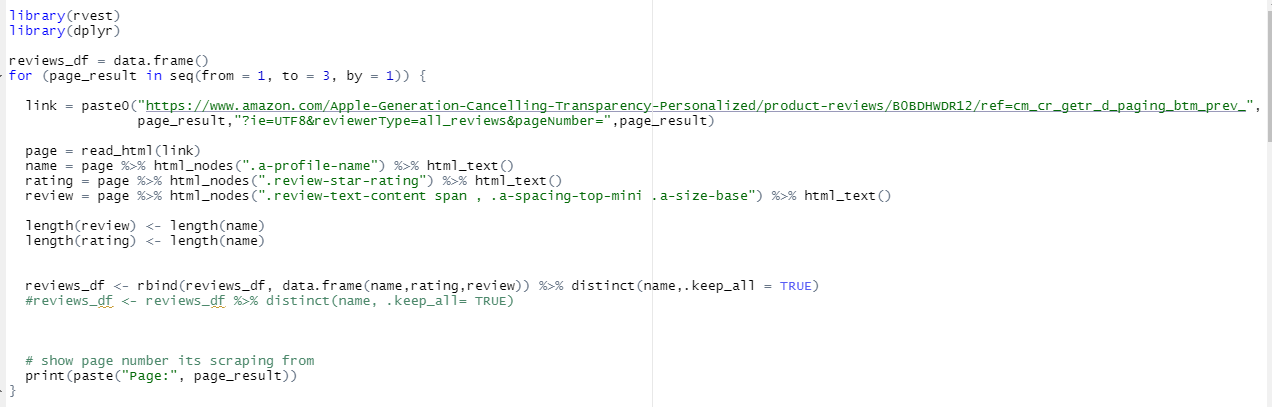 library(rvest)
library(dplyr)
reviews_df = data.frame()
for (page_result in seq(from = 1, to = 3, by = 1)) {
link = paste0("https://www.amazon.com/Apple-Generation-Cancelling-Transparency-Personalized/product-reviews/B0BDHWDR12/ref=cm_cr_getr_d_paging_btm_prev_",
page_result,"?ie=UTF8&reviewerType=all_reviews&pageNumber=",page_result)
page = read_html(link)
name = page %>% html_nodes(".a-profile-name") %>% html_text()
rating = page %>% html_nodes(".review-star-rating") %>% html_text()
review = page %>% html_nodes(".review-text-content span , .a-spacing-top-mini .a-size-base") %>% html_text()
length(review) <- length(name)
length(rating) <- length(name)
reviews_df <- rbind(reviews_df, data.frame(name,rating,review)) %>% distinct(name,.keep_all = TRUE)
#reviews_df <- reviews_df %>% distinct(name, .keep_all= TRUE)
# show page number its scraping from
print(paste("Page:", page_result))
}